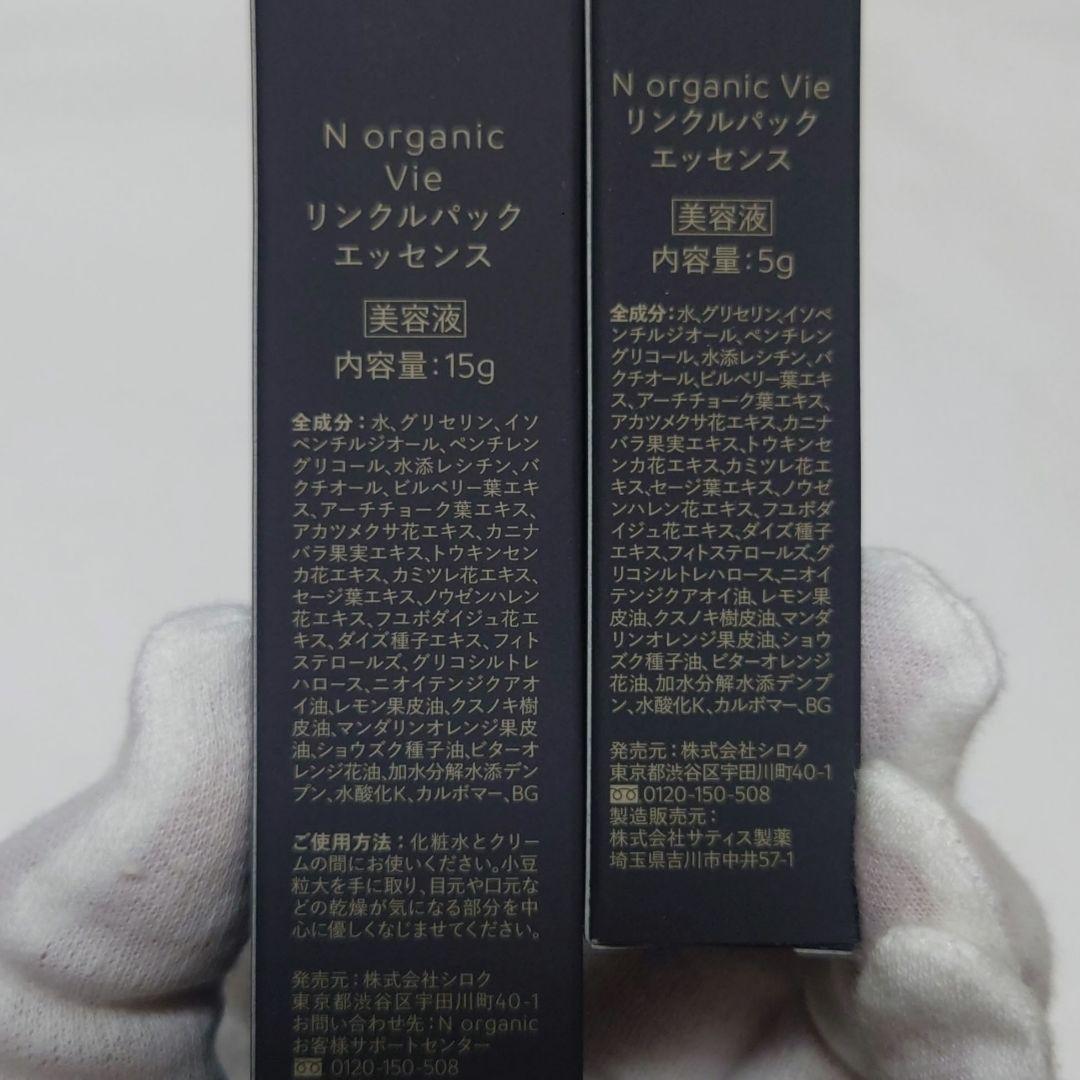 N organic
Vie
リンクルパック
エッセンス
美容液
内容量:15g
全成分:水、グリセリン、イソ
ペンチルジオール、ペンチレン
グリコール、水添レシチン、バ
クチオール、ビルベリー葉エキ
ス、アーチチョーク葉エキス、
アカツメクサ花エキス、カニナ
バラ果実エキス、トウキンセン
カ花エキス、カミツレ花エキス、
セージ葉エキス、ノウゼンハレン
花エキス、フユボダイジュ花エ
キス、ダイズ種子エキス、フィト
ステロールズ、グリコシルトレ
ハロース、ニオイテンジクアオ
イ油、レモン果皮油、クスノキ樹
皮油、マンダリンオレンジ果皮
油、ショウズク種子油、ビターオ
レンジ花油、加水分解水添デン
プン、水酸化K、カルボマー、BG
ご使用方法:化粧水とクリー
ムの間にお使いください。小豆
粒大を手に取り、目元や口元な
どの乾燥が気になる部分を中
心に優しくなじませてください。
発売元:株式会社シロク
東京都渋谷区宇田川町40-1
お問い合わせ先:N organic
お客様サポートセンター
0120-150-508
N organic Vie
リンクルパック
エッセンス
美容液
内容量:5g
全成分:水、グリセリン、イソペ
ンチルジオール、ペンチレン
グリコール、水添レシチン、バ
クチオール、ビルベリー葉エキ
ス、アーチチョーク葉エキス、
アカツメクサ花エキス、カニナ
バラ果実エキス、トウキンセ
ンカ花エキス、カミツレ花エ
キス、セージ葉エキス、ノウゼ
ンハレン花エキス、フユボダ
イジュ花エキス、ダイズ種子
エキス、フィトステロールズ、グ
リコシルトレハロース、ニオイ
テンジクアオイ油、レモン果
皮油、クスノキ樹皮油、マンダ
リンオレンジ果皮油、ショウ
ズク種子油、ビターオレンジ
花油、加水分解水添デンプ
ン、水酸化K、カルボマー、BG
発売元:株式会社シロク
東京都渋谷区宇田川町40-1
0120-150-508
製造販売元:
株式会社サティス製薬
埼玉県吉川市中井57-1